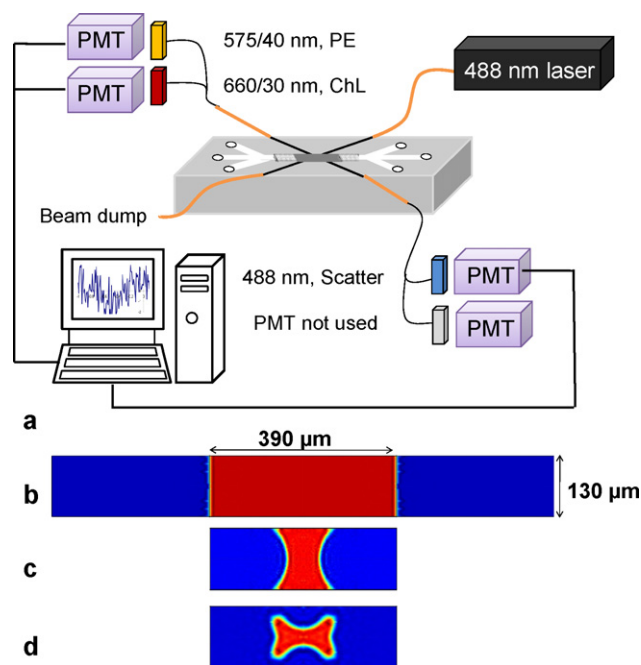 PMT
575/40 nm, PE
PMT
660/30 nm, ChL
488 nm laser
Beam dump
488 nm, Scatter
PMT
PMT not used
PMT
a
390 µm
b
130 µm
c
d